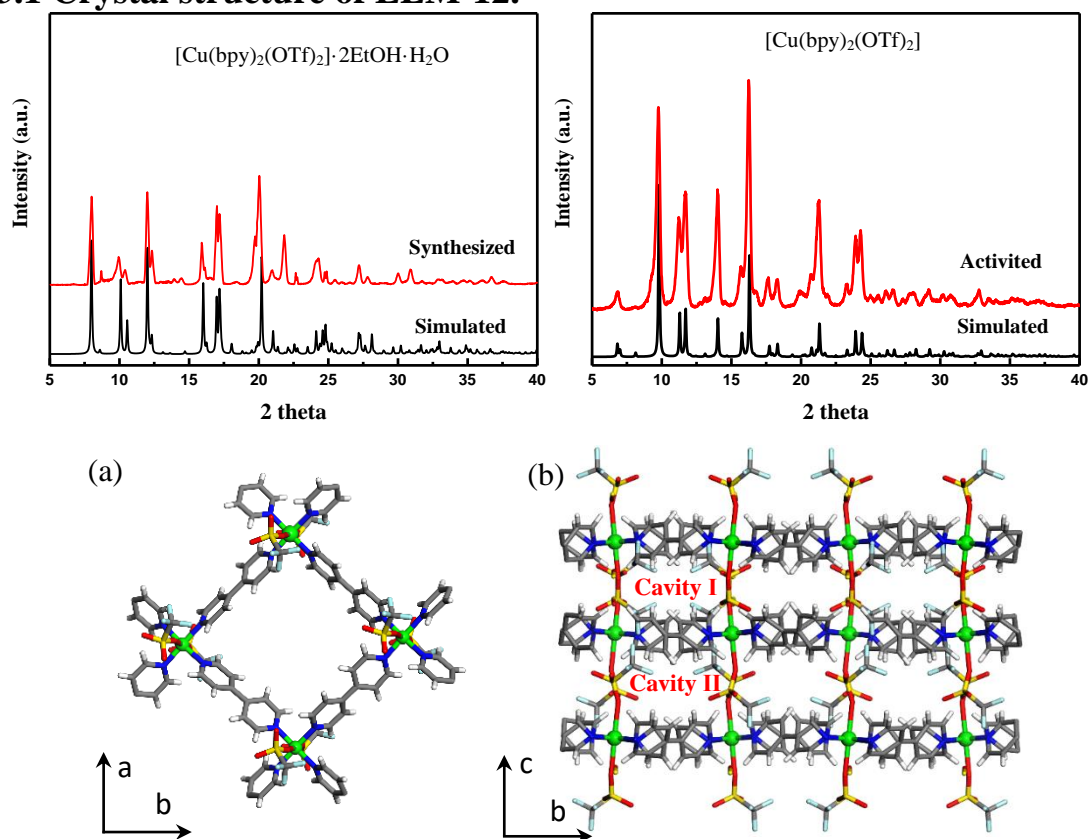 [Cu(bpy)2(OTf)2]·2EtOH·H2O
Intensity (a.u.)
Synthesized
Simulated
5 10 15 20 25 30 35 40
2 theta
[Cu(bpy)2(OTf)2]
Intensity (a.u.)
Activited
Simulated
5 10 15 20 25 30 35 40
2 theta
(a)
a
b
(b)
Cavity I
Cavity II
c
b